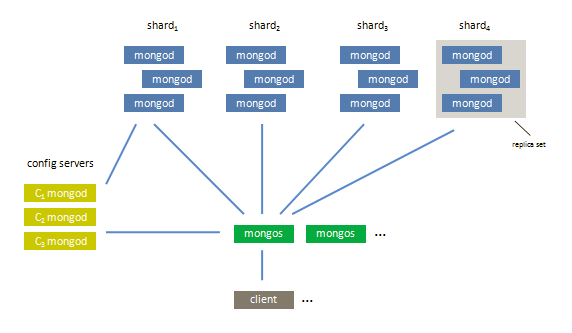 shard₁ shard₂ shard₃ shard₄
mongod mongod mongod mongod
mongod mongod mongod mongod
mongod mongod mongod mongod
replica set
config servers
C₁ mongod
C₂ mongod
C₃ mongod
mongos mongos ...
client ...